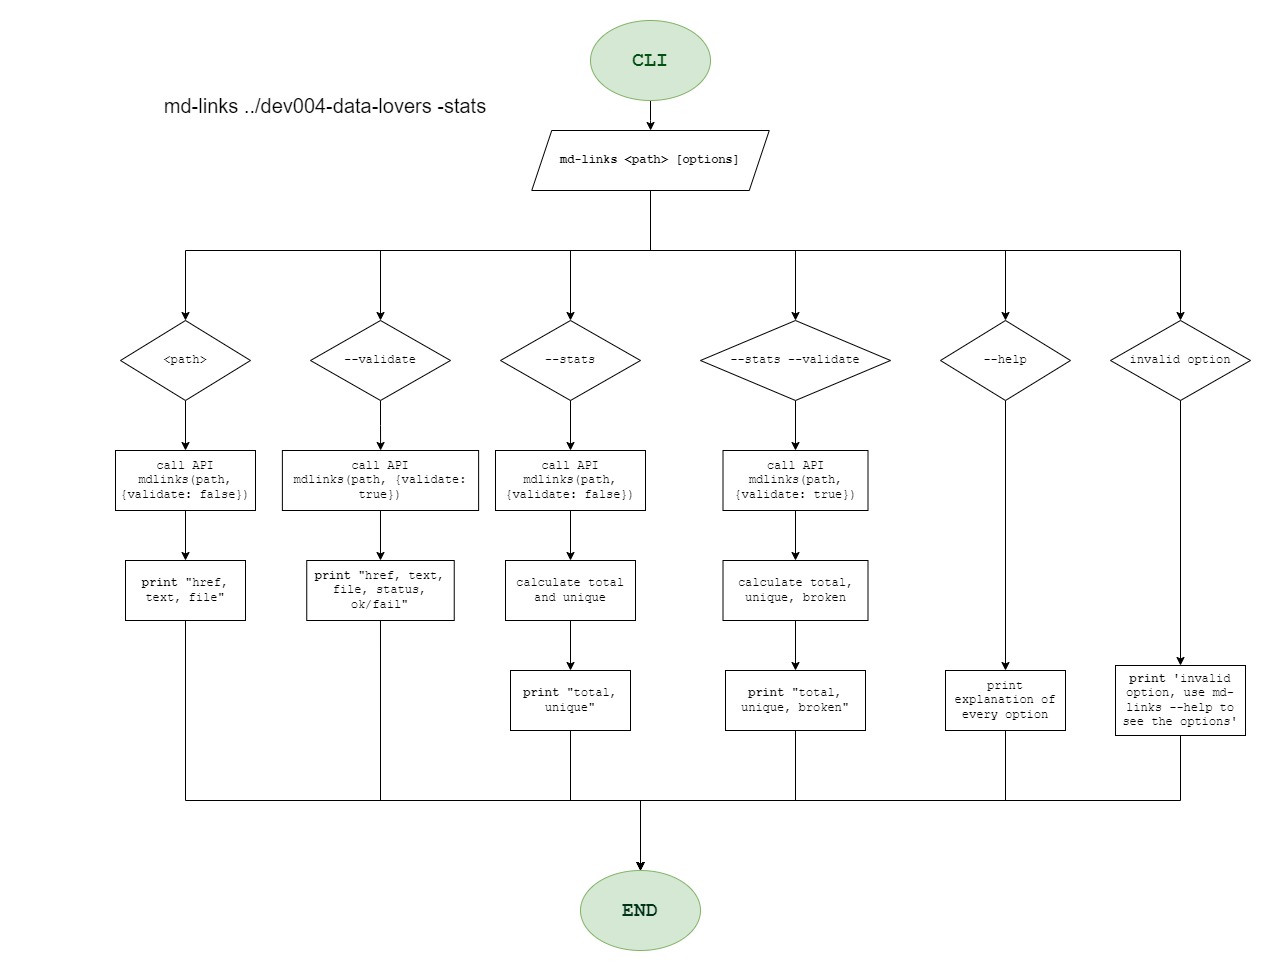 CLI
md-links ../dev004-data-lovers -stats
md-links <path> [options]
<path>
--validate
--stats
--stats --validate
--help
invalid option
call API
mdlinks(path,
{validate: false})
call API
mdlinks(path, {validate:
true})
call API
mdlinks(path,
{validate: false})
call API
mdlinks(path,
{validate: true})
print "href,
text, file"
print "href, text,
file, status,
ok/fail"
calculate total
and unique
calculate total,
unique, broken
print "total,
unique"
print "total,
unique, broken"
print
explanation of
every option
print 'invalid
option, use md-
links --help to
see the options'
END